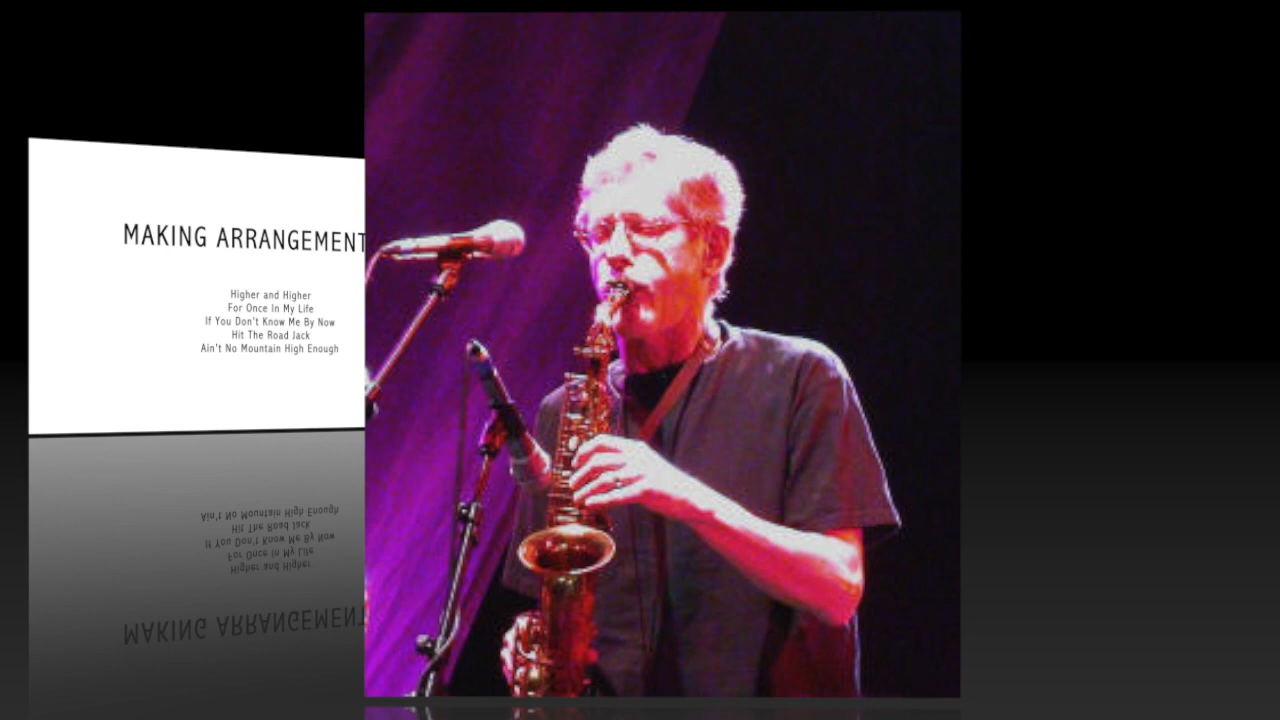 MAKING ARRANGEMENT
Higher and Higher
For Once In My Life
If You Don't Know Me By Now
Hit The Road Jack
Ain't No Mountain High Enough